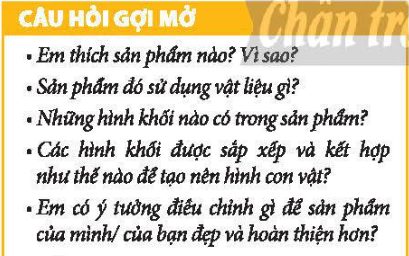 CÂU HỎI GỢI MỞ
Chân tr
• Em thích sản phẩm nào? Vì sao?
• Sản phẩm đó sử dụng vật liệu gì?
• Những hình khối nào có trong sản phẩm?
• Các hình khối được sắp xếp và kết hợp
như thế nào để tạo nên hình con vật?
• Em có ý tưởng điều chỉnh gì để sản phẩm
của mình/ của bạn đẹp và hoàn thiện hơn?